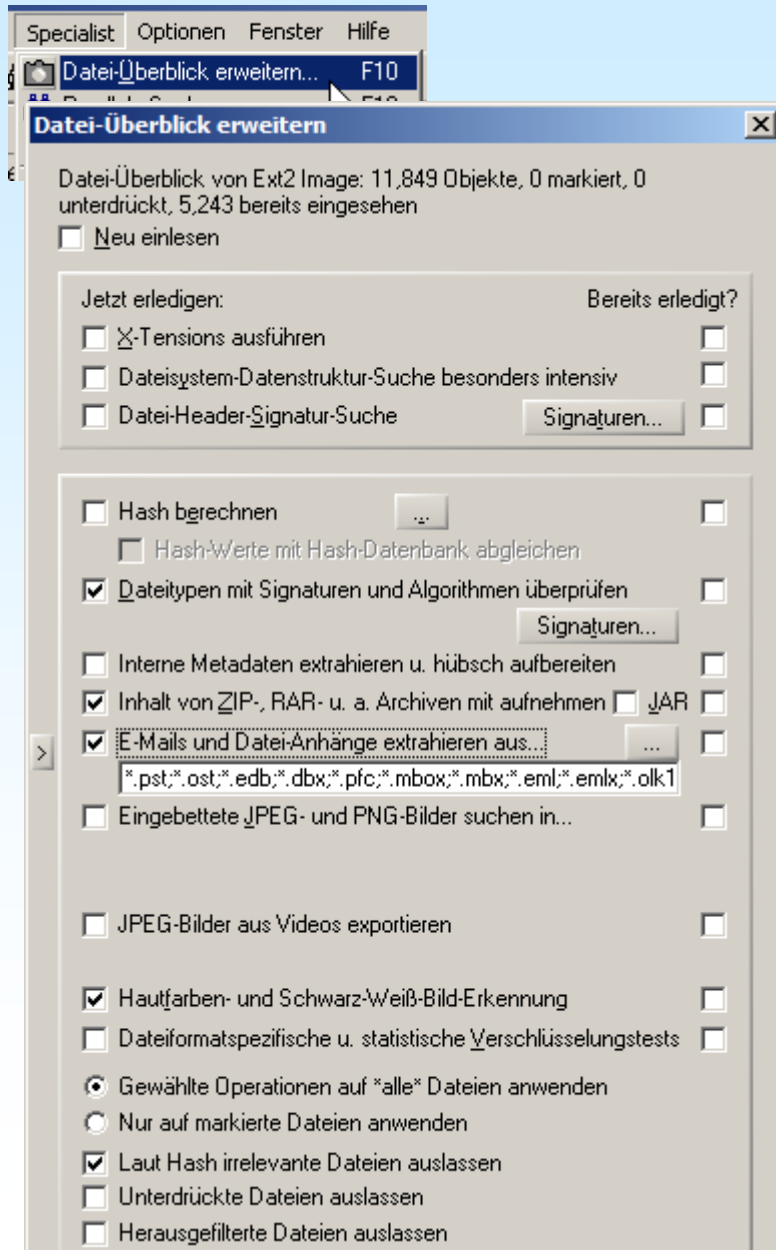 Specialist Optionen Fenster Hilfe
Datei-Überblick erweitern... F10
Datei-Überblick erweitern
Datei-Überblick von Ext2 Image: 11,849 Objekte, 0 markiert, 0
unterdrückt, 5,243 bereits eingesehen
Neu einlesen
Jetzt erledigen: Bereits erledigt?
X-Tensions ausführen
Dateisystem-Datenstruktur-Suche besonders intensiv
Datei-Header-Signatur-Suche Signaturen...
Hash berechnen ...
Hash-Werte mit Hash-Datenbank abgleichen
Dateitypen mit Signaturen und Algorithmen überprüfen
Signaturen...
Interne Metadaten extrahieren u. hübsch aufbereiten
Inhalt von ZIP-, RAR- u. a. Archiven mit aufnehmen JAR
> E-Mails und Datei-Anhänge extrahieren aus... ...
*.pst;*.ost;*.edb;*.dbx;*.pfc;*.mbox;*.mbx;*.eml;*.emlx;*.olk1
Eingebettete JPEG- und PNG-Bilder suchen in...
JPEG-Bilder aus Videos exportieren
Hautfarben- und Schwarz-Weiß-Bild-Erkennung
Dateiformatspezifische u. statistische Verschlüsselungstests
Gewählte Operationen auf *alle* Dateien anwenden
Nur auf markierte Dateien anwenden
Laut Hash irrelevante Dateien auslassen
Unterdrückte Dateien auslassen
Herausgefilterte Dateien auslassen